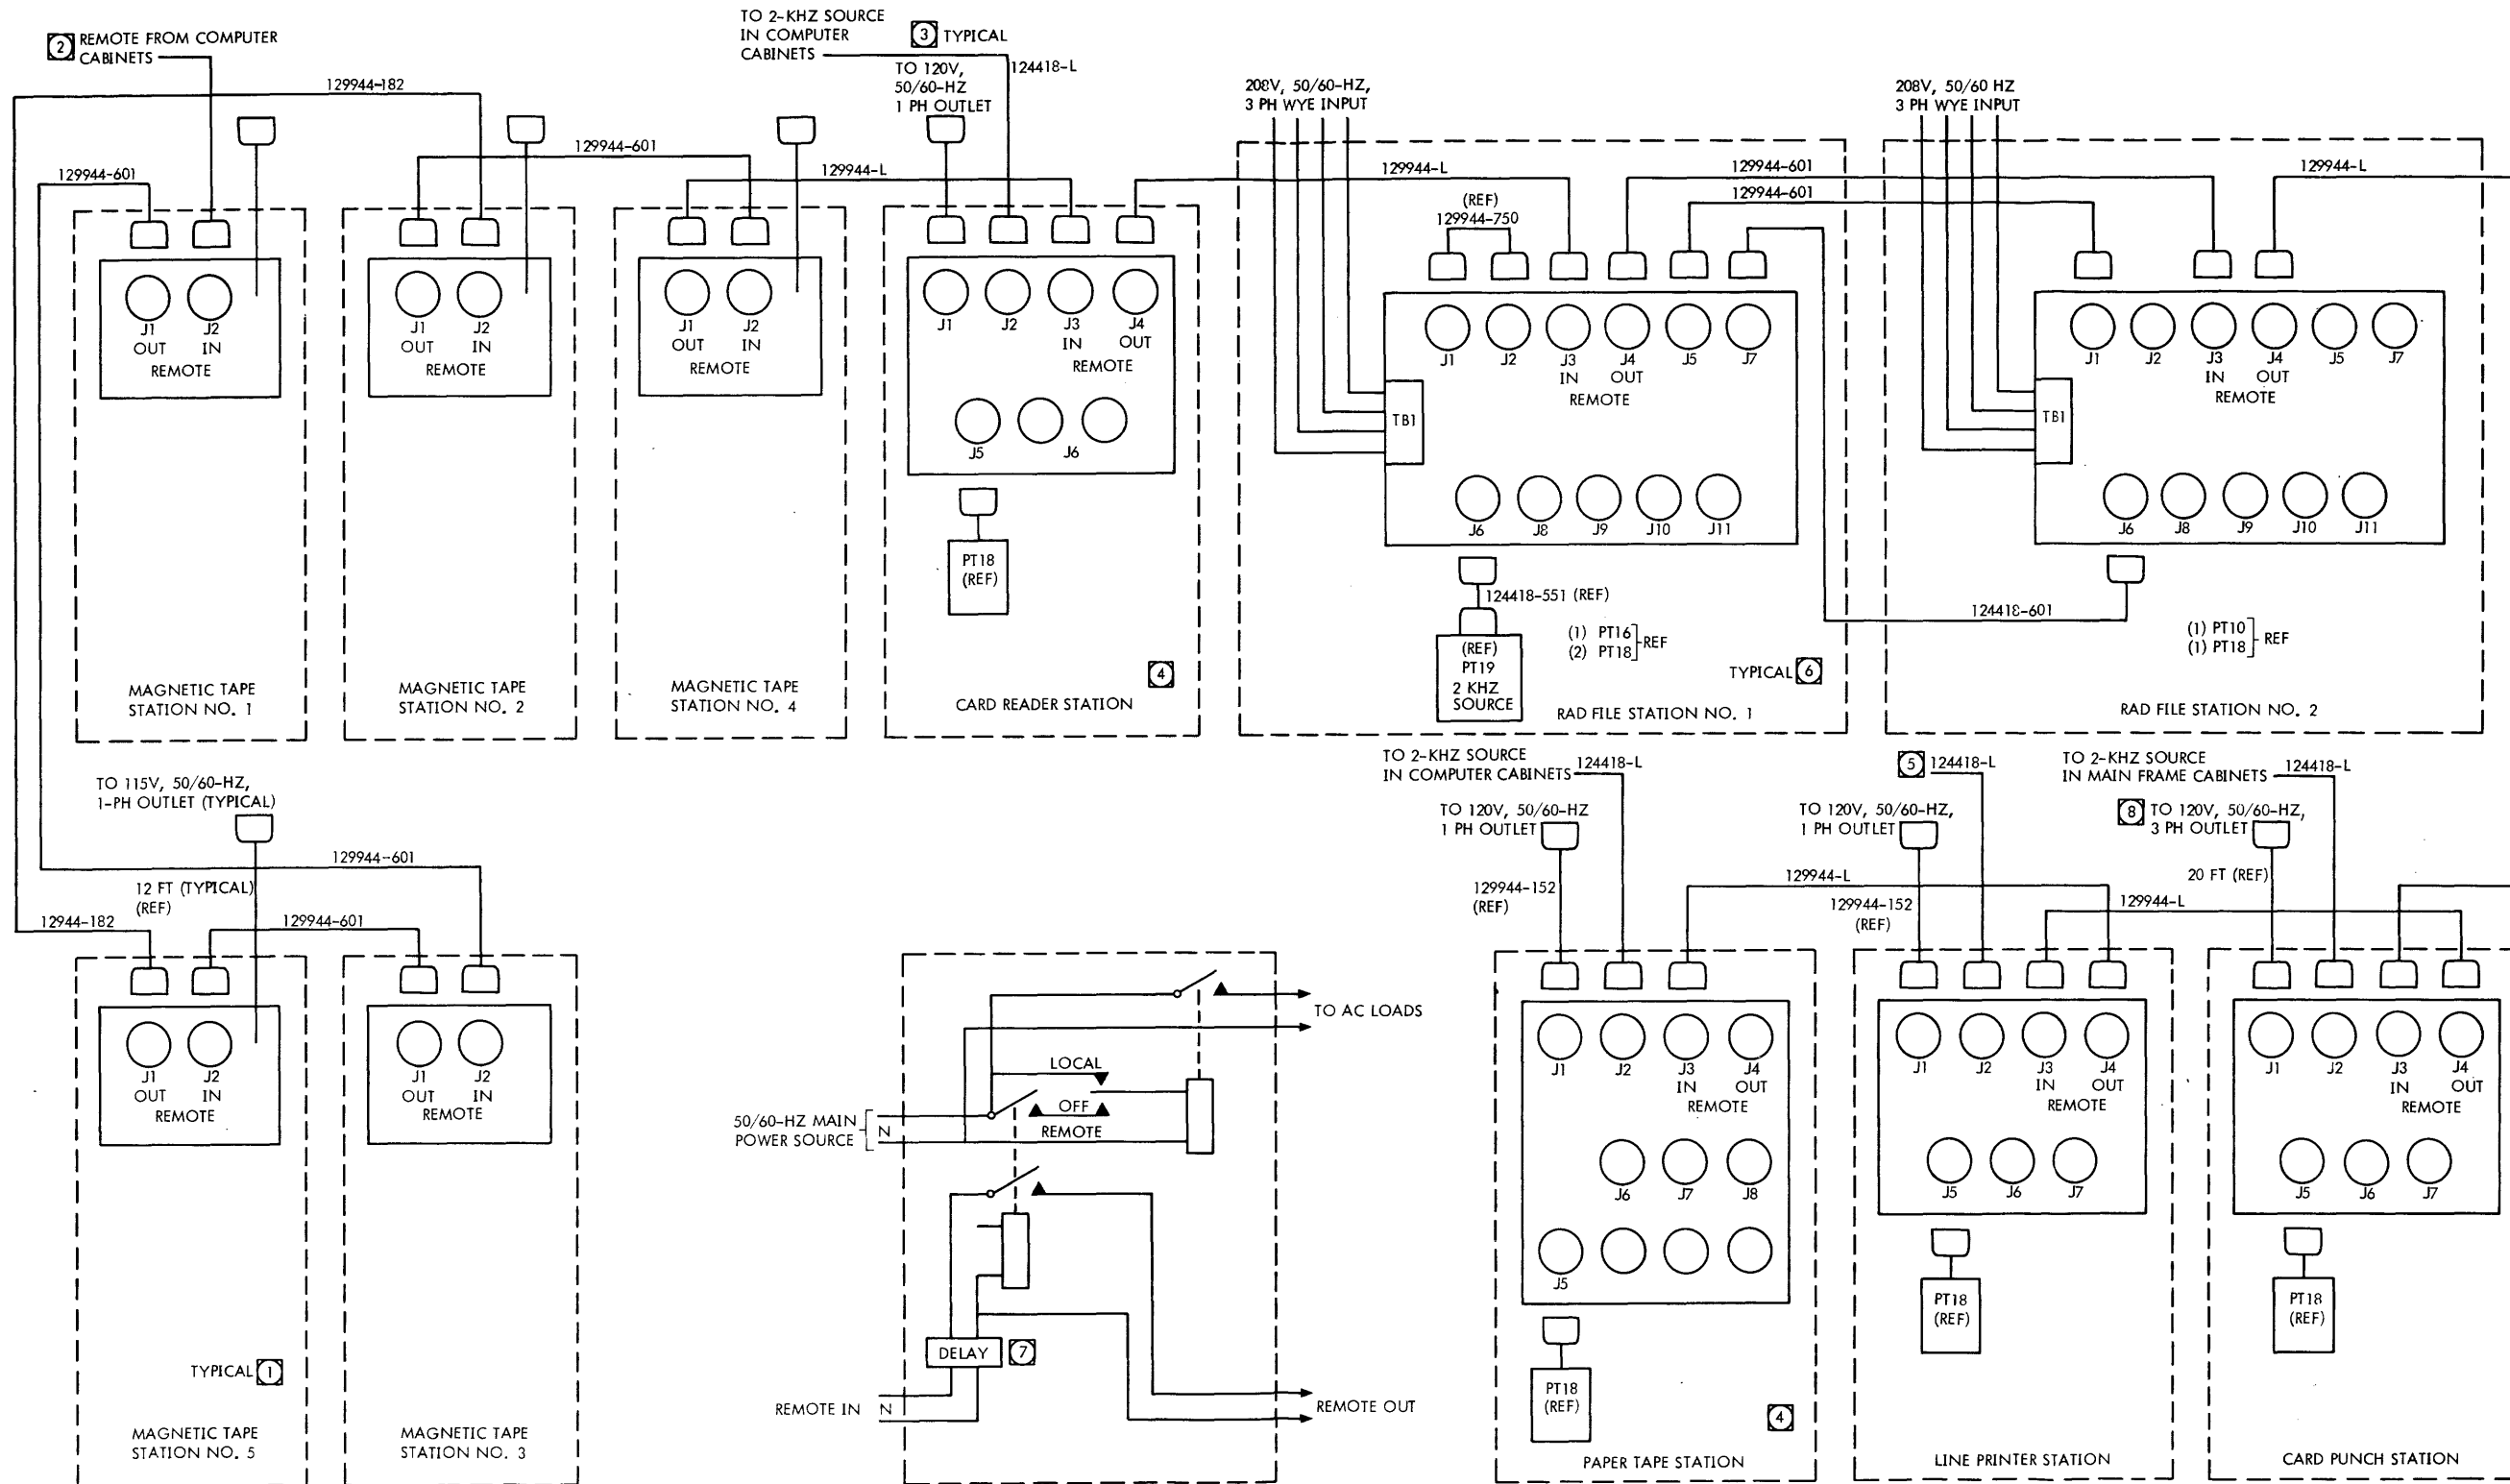 2 REMOTE FROM COMPUTER
CABINETS
129944-182
129944-601
129944-601
129944-L
TO 2-KHZ SOURCE
IN COMPUTER
CABINETS
3 TYPICAL
124418-L
TO 120V,
50/60-HZ
1 PH OUTLET
208V, 50/60-HZ,
3 PH WYE INPUT
129944-L
(REF)
129944-750
129944-601
129944-601
208V, 50/60 HZ
3 PH WYE INPUT
129944-L
J1 J2
OUT IN
REMOTE
MAGNETIC TAPE
STATION NO. 1
J1 J2
OUT IN
REMOTE
MAGNETIC TAPE
STATION NO. 2
J1 J2
OUT IN
REMOTE
MAGNETIC TAPE
STATION NO. 4
J1 J2 J3 J4
IN OUT
REMOTE
J5 J6
PT18
(REF)
4
CARD READER STATION
J1 J2 J3 J4 J5 J7
IN OUT
REMOTE
TB1
J6 J8 J9 J10 J11
124418-551 (REF)
(REF)
PT19
2 KHZ
SOURCE
(1) PT16
(2) PT18
REF
TYPICAL 6
RAD FILE STATION NO. 1
J1 J2 J3 J4 J5 J7
IN OUT
REMOTE
TB1
J6 J8 J9 J10 J11
124418-601
(1) PT10
(1) PT18
REF
RAD FILE STATION NO. 2
TO 115V, 50/60-HZ,
1-PH OUTLET (TYPICAL)
129944-601
12 FT (TYPICAL)
(REF)
12944-182
129944-601
J1 J2
OUT IN
REMOTE
TYPICAL 1
MAGNETIC TAPE
STATION NO. 5
J1 J2
OUT IN
REMOTE
MAGNETIC TAPE
STATION NO. 3
TO AC LOADS
LOCAL
OFF
REMOTE
50/60-HZ MAIN
POWER SOURCE
N
DELAY 7
REMOTE IN N
REMOTE OUT
TO 2-KHZ SOURCE
IN COMPUTER CABINETS
124418-L
TO 120V, 50/60-HZ
1 PH OUTLET
129944-152
(REF)
129944-L
J1 J2 J3 J4
IN OUT
REMOTE
J6 J7 J8
J5
PT18
(REF)
4
PAPER TAPE STATION
5 124418-L
TO 120V, 50/60-HZ,
1 PH OUTLET
129944-152
(REF)
129944-L
J1 J2 J3 J4
IN OUT
REMOTE
J5 J6 J7
PT18
(REF)
LINE PRINTER STATION
TO 2-KHZ SOURCE
IN MAIN FRAME CABINETS
124418-L
8 TO 120V, 50/60-HZ,
3 PH OUTLET
20 FT (REF)
J1 J2 J3 J4
IN OUT
REMOTE
J5 J6 J7
PT18
(REF)
CARD PUNCH STATION